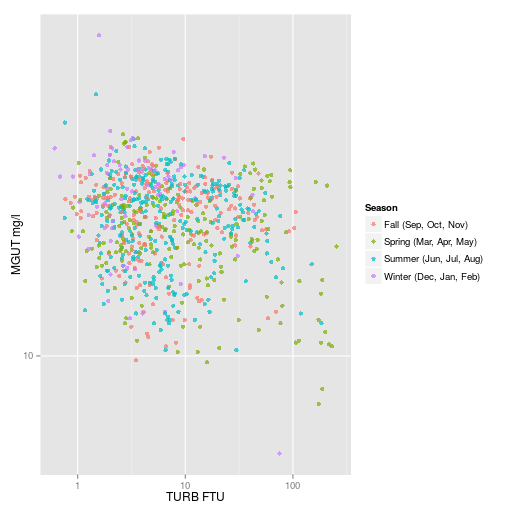 MGUT mg/l
10
1
10
100
TURB FTU
Season
Fall (Sep, Oct, Nov)
Spring (Mar, Apr, May)
Summer (Jun, Jul, Aug)
Winter (Dec, Jan, Feb)